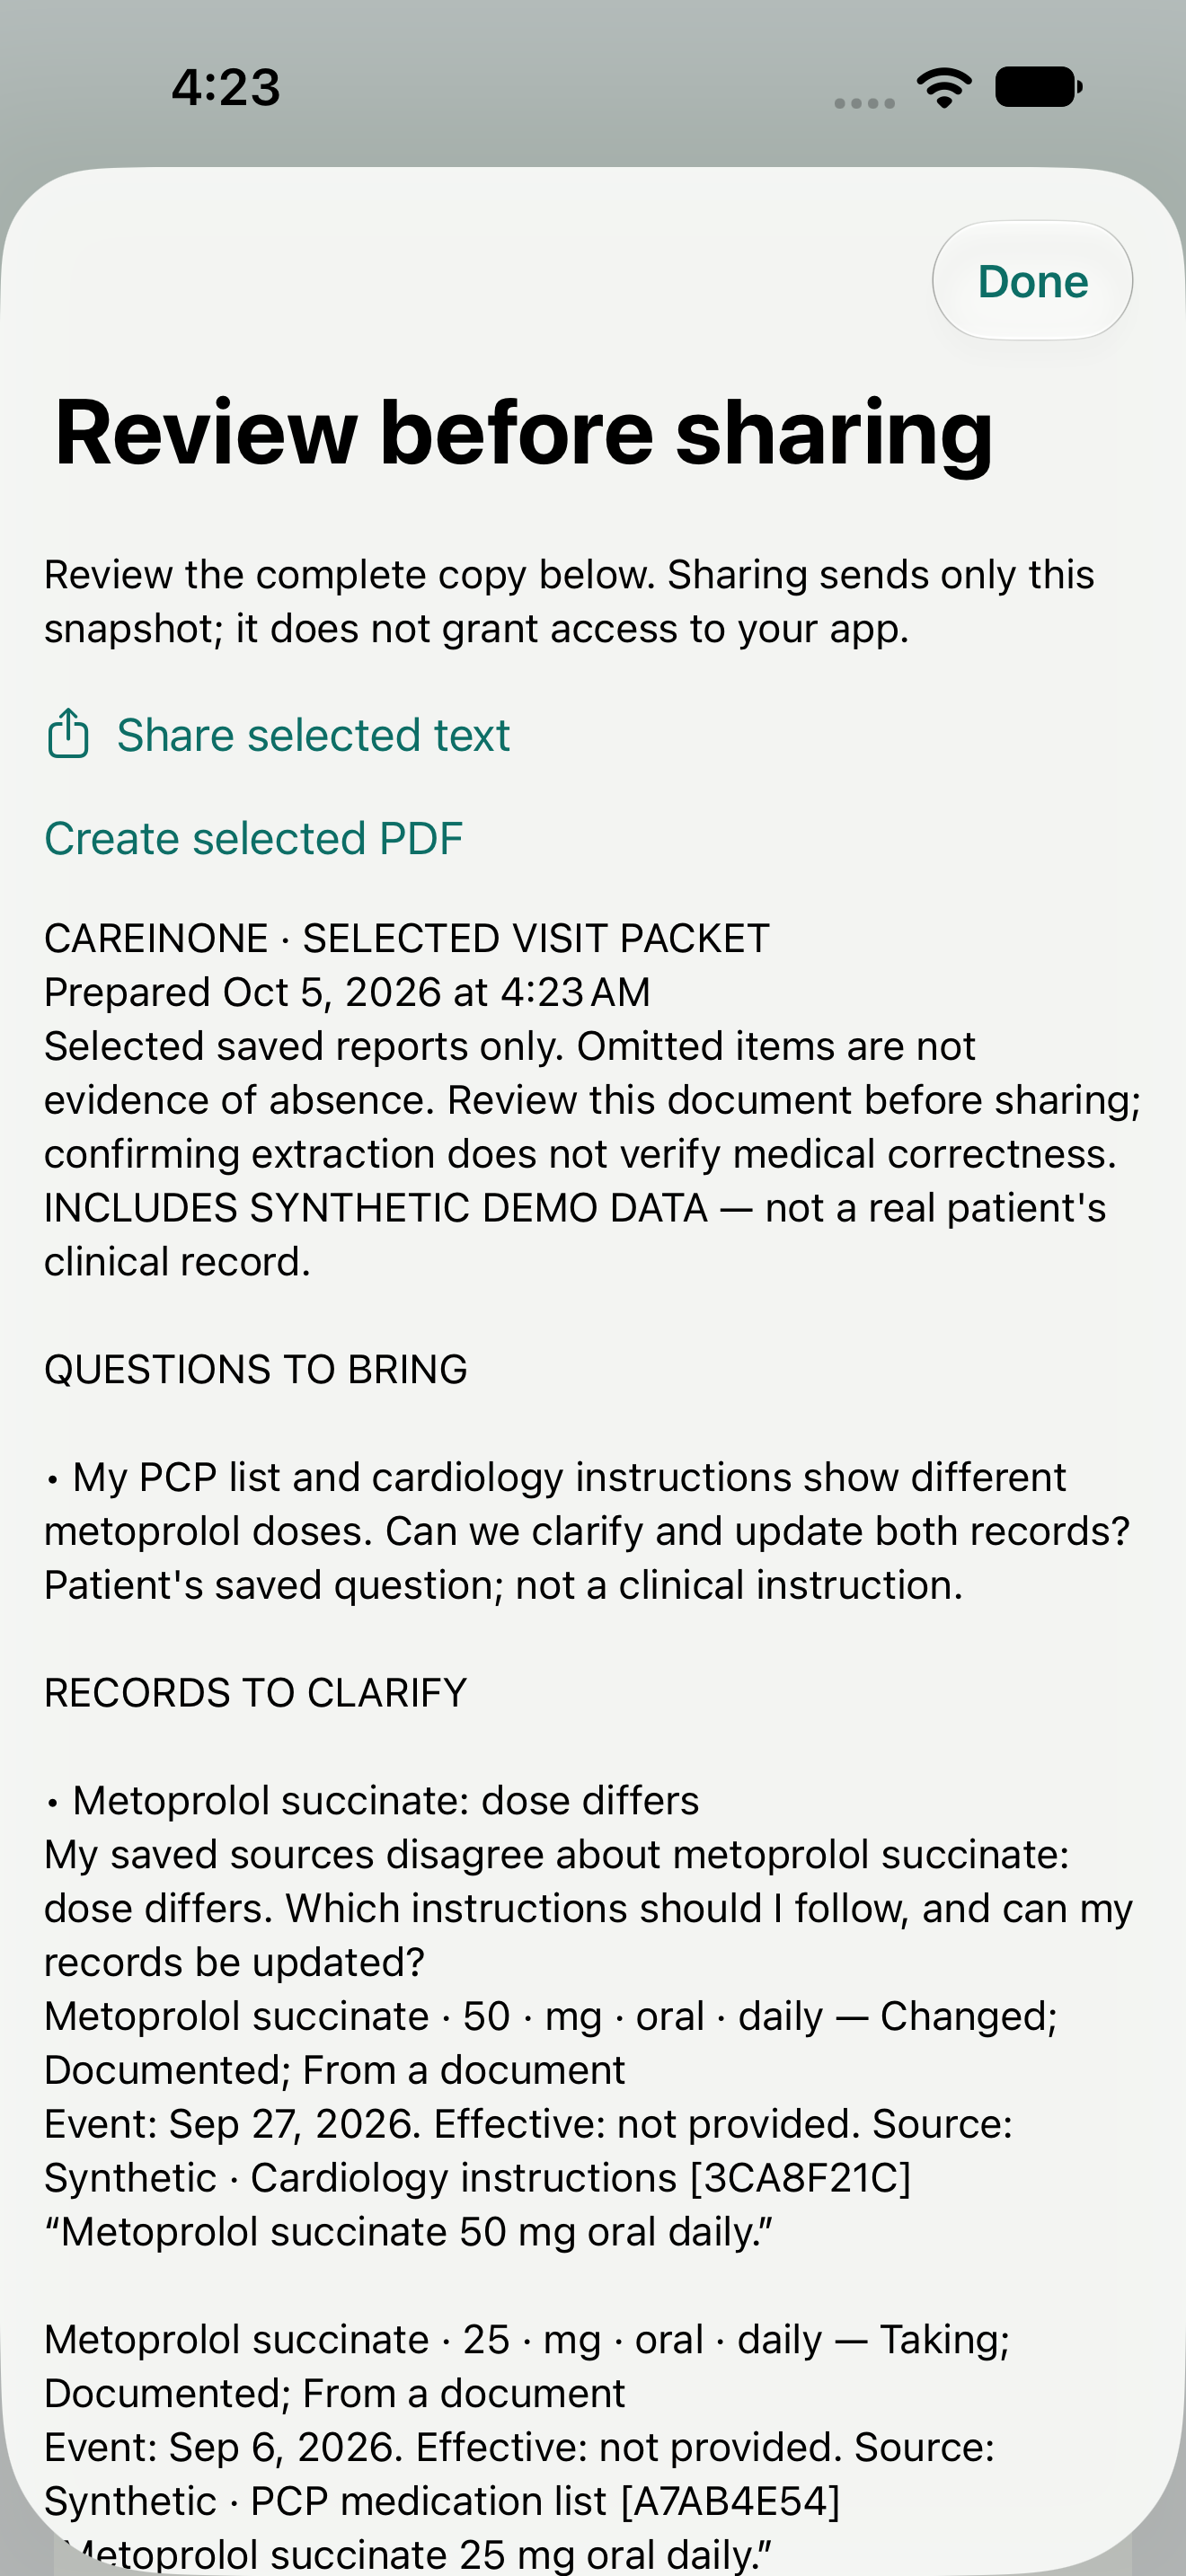 4:23
Done
Review before sharing
Review the complete copy below. Sharing sends only this
snapshot; it does not grant access to your app.
Share selected text
Create selected PDF
CAREINONE · SELECTED VISIT PACKET
Prepared Oct 5, 2026 at 4:23 AM
Selected saved reports only. Omitted items are not
evidence of absence. Review this document before sharing;
confirming extraction does not verify medical correctness.
INCLUDES SYNTHETIC DEMO DATA — not a real patient's
clinical record.
QUESTIONS TO BRING
• My PCP list and cardiology instructions show different
metoprolol doses. Can we clarify and update both records?
Patient's saved question; not a clinical instruction.
RECORDS TO CLARIFY
• Metoprolol succinate: dose differs
My saved sources disagree about metoprolol succinate:
dose differs. Which instructions should I follow, and can my
records be updated?
Metoprolol succinate · 50 · mg · oral · daily — Changed;
Documented; From a document
Event: Sep 27, 2026. Effective: not provided. Source:
Synthetic · Cardiology instructions [3CA8F21C]
“Metoprolol succinate 50 mg oral daily.”
Metoprolol succinate · 25 · mg · oral · daily — Taking;
Documented; From a document
Event: Sep 6, 2026. Effective: not provided. Source:
Synthetic · PCP medication list [A7AB4E54]
Metoprolol succinate 25 mg oral daily.”